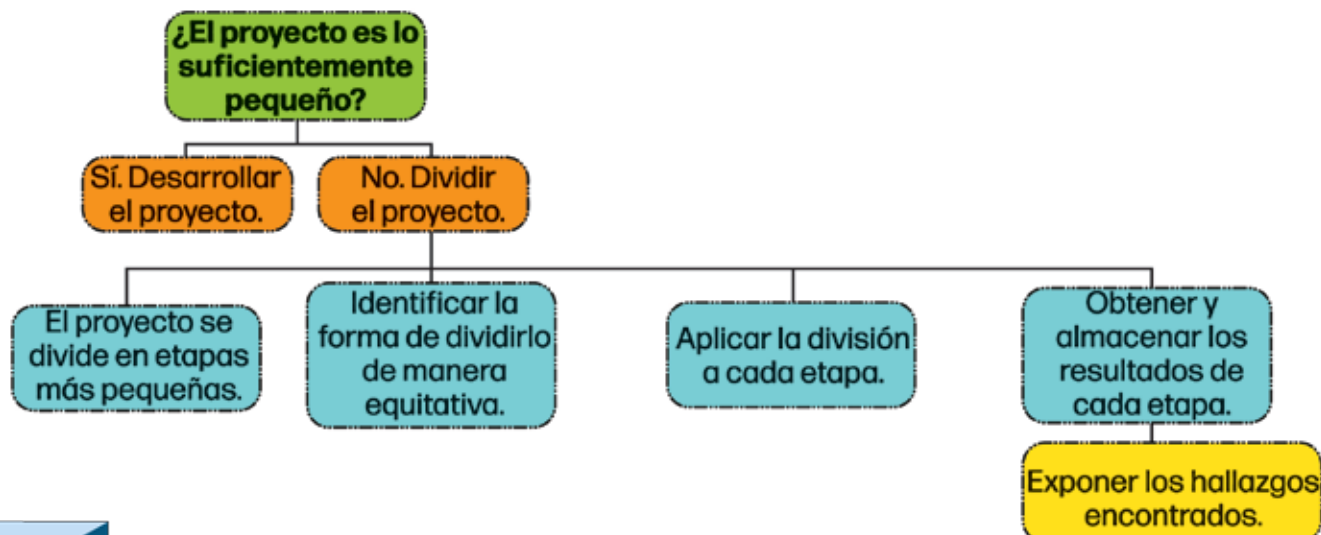 ¿El proyecto es lo
suficientemente
pequeño?
Sí. Desarrollar
el proyecto.
No. Dividir
el proyecto.
El proyecto se
divide en etapas
más pequeñas.
Identificar la
forma de dividirlo
de manera
equitativa.
Aplicar la división
a cada etapa.
Obtener y
almacenar los
resultados de
cada etapa.
Exponer los hallazgos
encontrados.